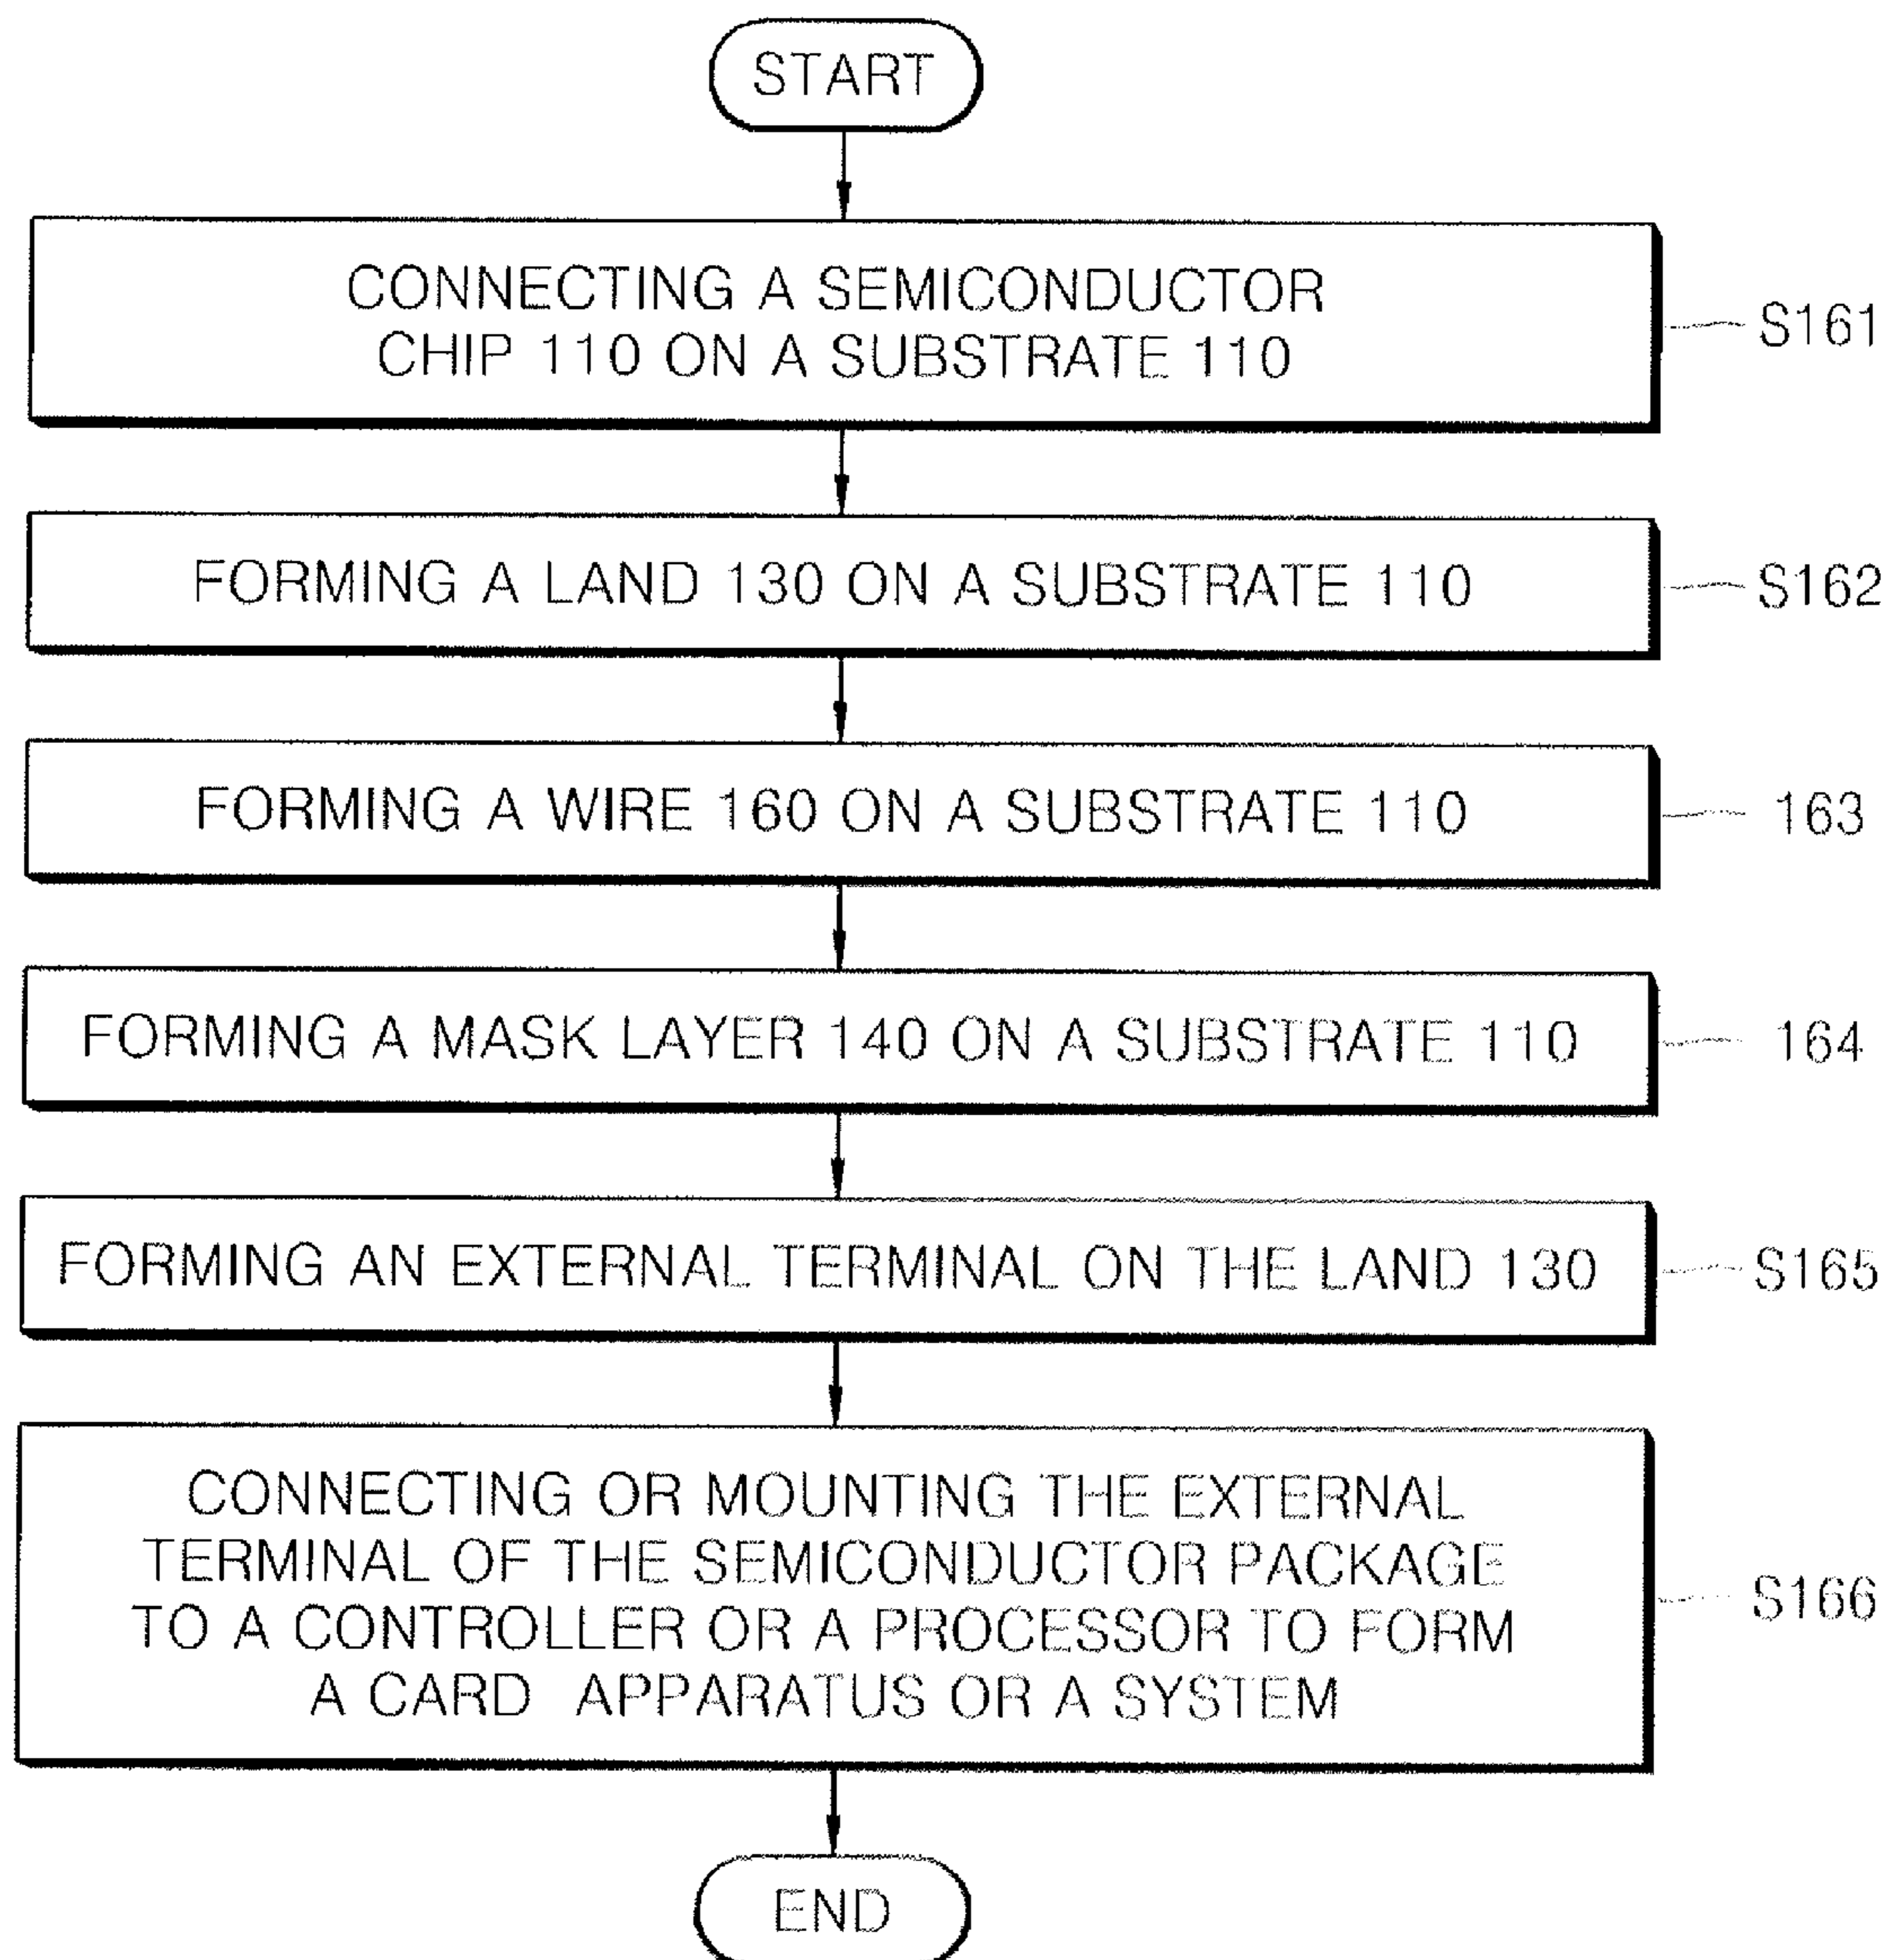 START
CONNECTING A SEMICONDUCTOR
CHIP 110 ON A SUBSTRATE 110
S161
FORMING A LAND 130 ON A SUBSTRATE 110
S162
FORMING A WIRE 160 ON A SUBSTRATE 110
163
FORMING A MASK LAYER 140 ON A SUBSTRATE 110
164
FORMING AN EXTERNAL TERMINAL ON THE LAND 130
S165
CONNECTING OR MOUNTING THE EXTERNAL
TERMINAL OF THE SEMICONDUCTOR PACKAGE
TO A CONTROLLER OR A PROCESSOR TO FORM
A CARD APPARATUS OR A SYSTEM
S166
END